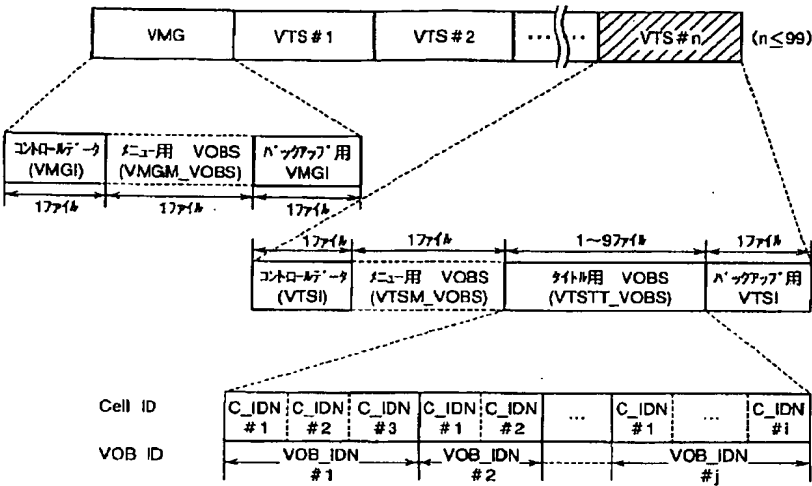 VMG VTS#1 VTS#2 ‥‥ ‥ VTS#n (n≤99)
コントロールデータ メニュー用 VOBS バックアップ用
(VMGI) (VMGM_VOBS) VMGI
1ファイル 1ファイル 1ファイル
1ファイル 1ファイル 1～9ファイル 1ファイル
コントロールデータ メニュー用 VOBS タイトル用 VOBS バックアップ用
(VTSI) (VTSM_VOBS) (VTSTT_VOBS) VTSI
Cell ID C_IDN C_IDN C_IDN C_IDN C_IDN … C_IDN … C_IDN
#1 #2 #3 #1 #2 #1 #i
VOB ID VOB_IDN VOB_IDN VOB_IDN
#1 #2 #j